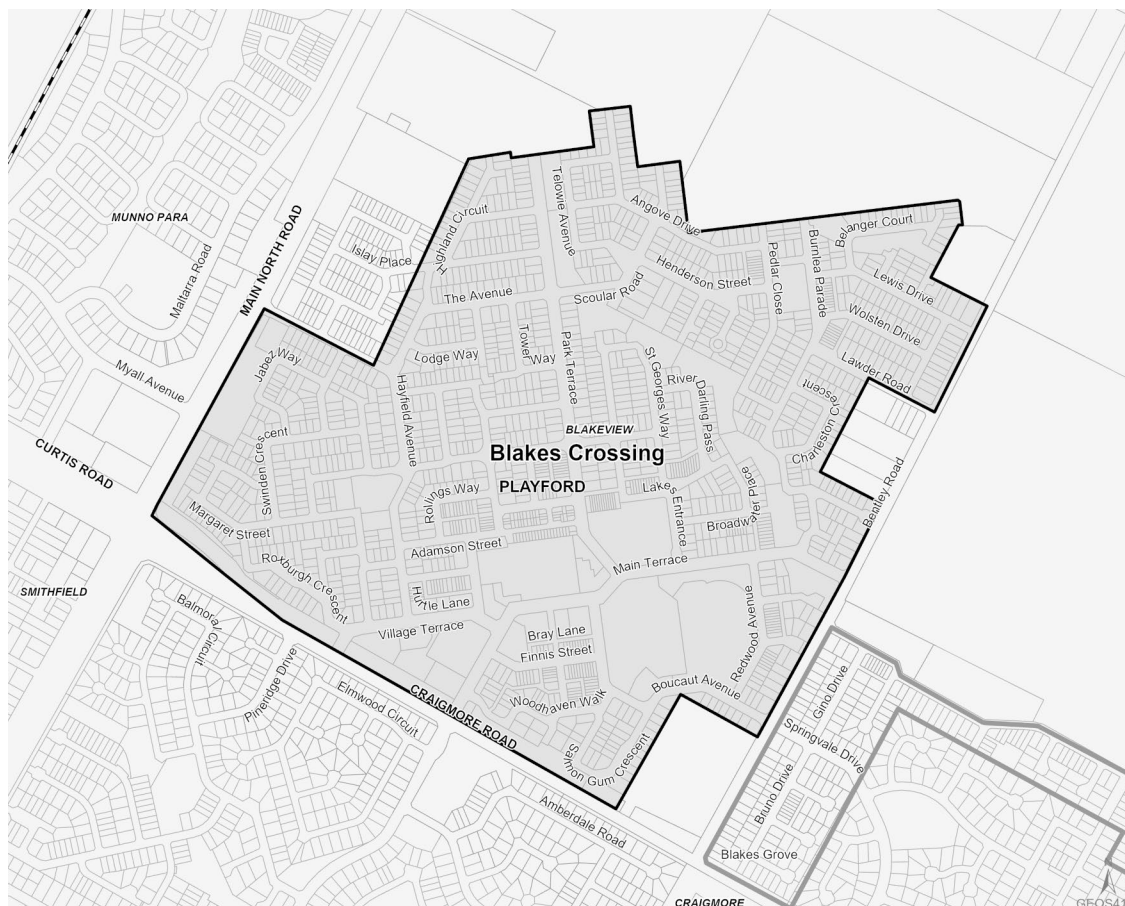 Telowie Avenue
Angove Drive
MUNNO PARA
MAIN NORTH ROAD
Highland Circuit
Islay Place
Maltarra Road
Belanger Court
Burnlea Parade
Pedlar Close
Henderson Street
Lewis Drive
Scoular Road
The Avenue
Wolsten Drive
Tower Way
Park Terrace
Lodge Way
Jabez Way
Myall Avenue
Hayfield Avenue
St Georges Way
River
Darling Pass
Lawder Road
Charleston Crescent
CURTIS ROAD
Swinden Crescent
BLAKEVIEW
Blakes Crossing
PLAYFORD
Rollings Way
Lakes Entrance
Broadwater Place
Bentley Road
Margaret Street
Adamson Street
Main Terrace
Roxburgh Crescent
Hurtle Lane
SMITHFIELD
Balmoral Circuit
Village Terrace
Bray Lane
Finnis Street
Redwood Avenue
Pineridge Drive
Elmwood Circuit
CRAIGMORE ROAD
Woodhaven Walk
Boucaut Avenue
Gino Drive
Springvale Drive
Salmon Gum Crescent
Bruno Drive
Amberdale Road
Blakes Grove
CRAIGMORE
GEOS41